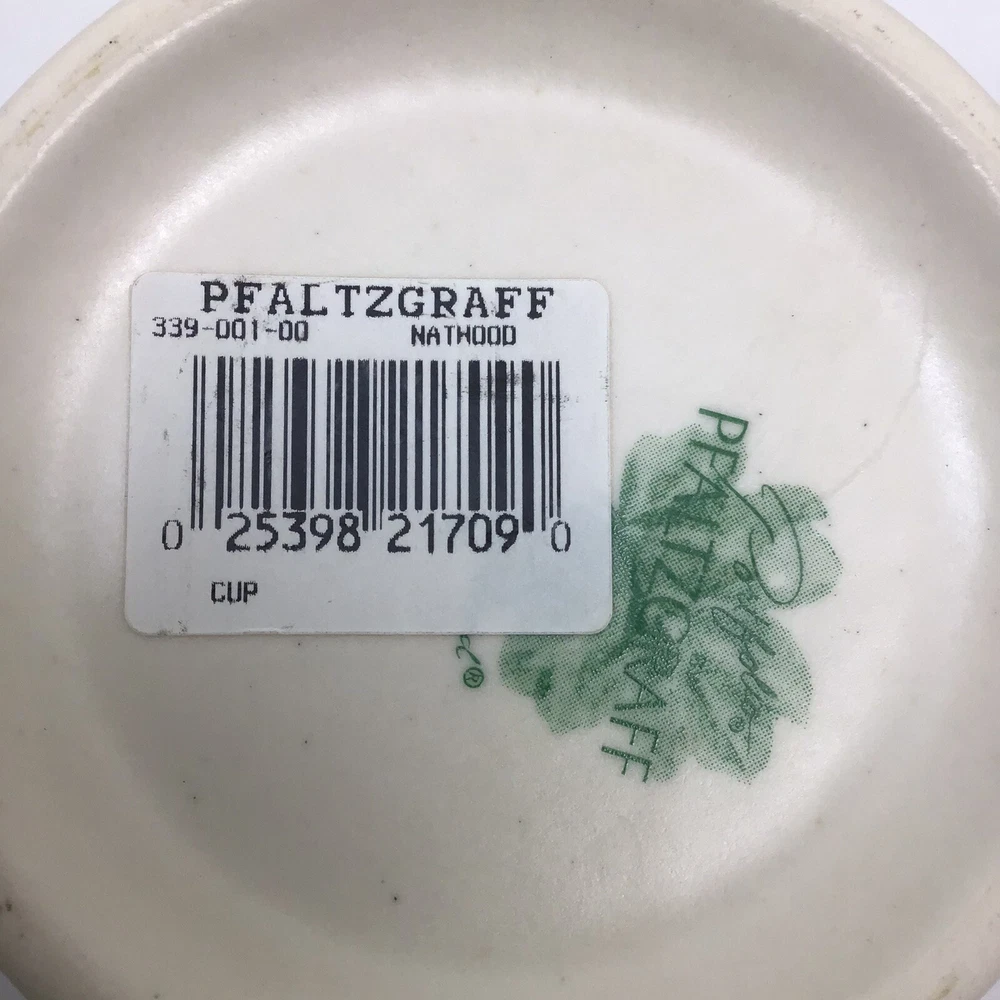 PFALTZGRAFF
339-001-00 NATWOOD
0 25398 21709 0
CUP
PFALTZGRAFF
®